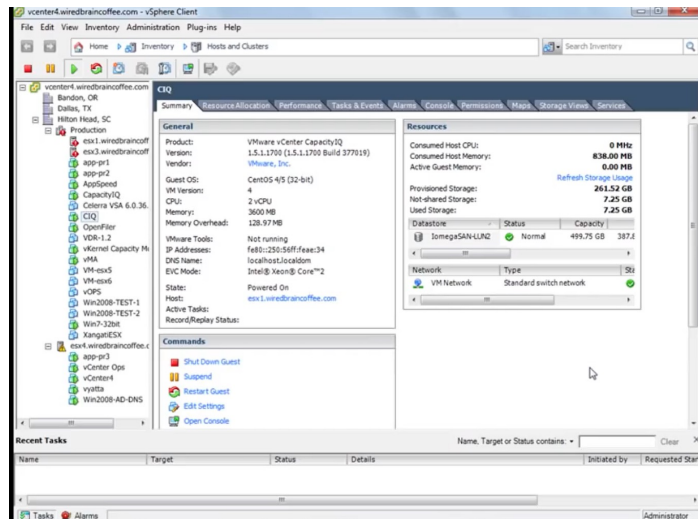 vcenter4.wiredbraincoffee.com - vSphere Client
File Edit View Inventory Administration Plug-ins Help
Home Inventory Hosts and Clusters
Search Inventory
vcenter4.wiredbraincoffee.com
Bandon, OR
Dallas, TX
Hilton Head, SC
Production
esx1.wiredbraincoff
esx3.wiredbraincoff
app-pr1
app-pr2
AppSpeed
CapacityIQ
Celerra VSA 6.0.36.
CIQ
OpenFiler
VDR-1.2
vKernel Capacity Mo
vMA
VM-esx5
VM-esx6
vOPS
Win2008-TEST-1
Win2008-TEST-2
Win7-32bit
XangatiESX
esx4.wiredbraincoffee.c
app-pr3
vCenter Ops
vCenter4
vyatta
Win2008-AD-DNS
CIQ
Summary Resource Allocation Performance Tasks & Events Alarms Console Permissions Maps Storage Views Services
General
Product: VMware vCenter CapacityIQ
Version: 1.5.1.1700 (1.5.1.1700 Build 377019)
Vendor: VMware, Inc.
Guest OS: CentOS 4/5 (32-bit)
VM Version: 4
CPU: 2 vCPU
Memory: 3600 MB
Memory Overhead: 128.97 MB
VMware Tools: Not running
IP Addresses: fe80::250:56ff:feae:34
DNS Name: localhost.localdom
EVC Mode: Intel® Xeon® Core™2
State: Powered On
Host: esx1.wiredbraincoffee.com
Active Tasks:
Record/Replay Status:
Commands
Shut Down Guest
Suspend
Restart Guest
Edit Settings
Open Console
Resources
Consumed Host CPU: 0 MHz
Consumed Host Memory: 838.00 MB
Active Guest Memory: 0.00 MB
Refresh Storage Usage
Provisioned Storage: 261.52 GB
Not-shared Storage: 7.25 GB
Used Storage: 7.25 GB
Datastore Status Capacity
IomegaSAN-LUN2 Normal 499.75 GB 387.8
Network Type Sta
VM Network Standard switch network
Recent Tasks Name, Target or Status contains: Clear
Name Target Status Details Initiated by Requested Star
Tasks Alarms Administrator